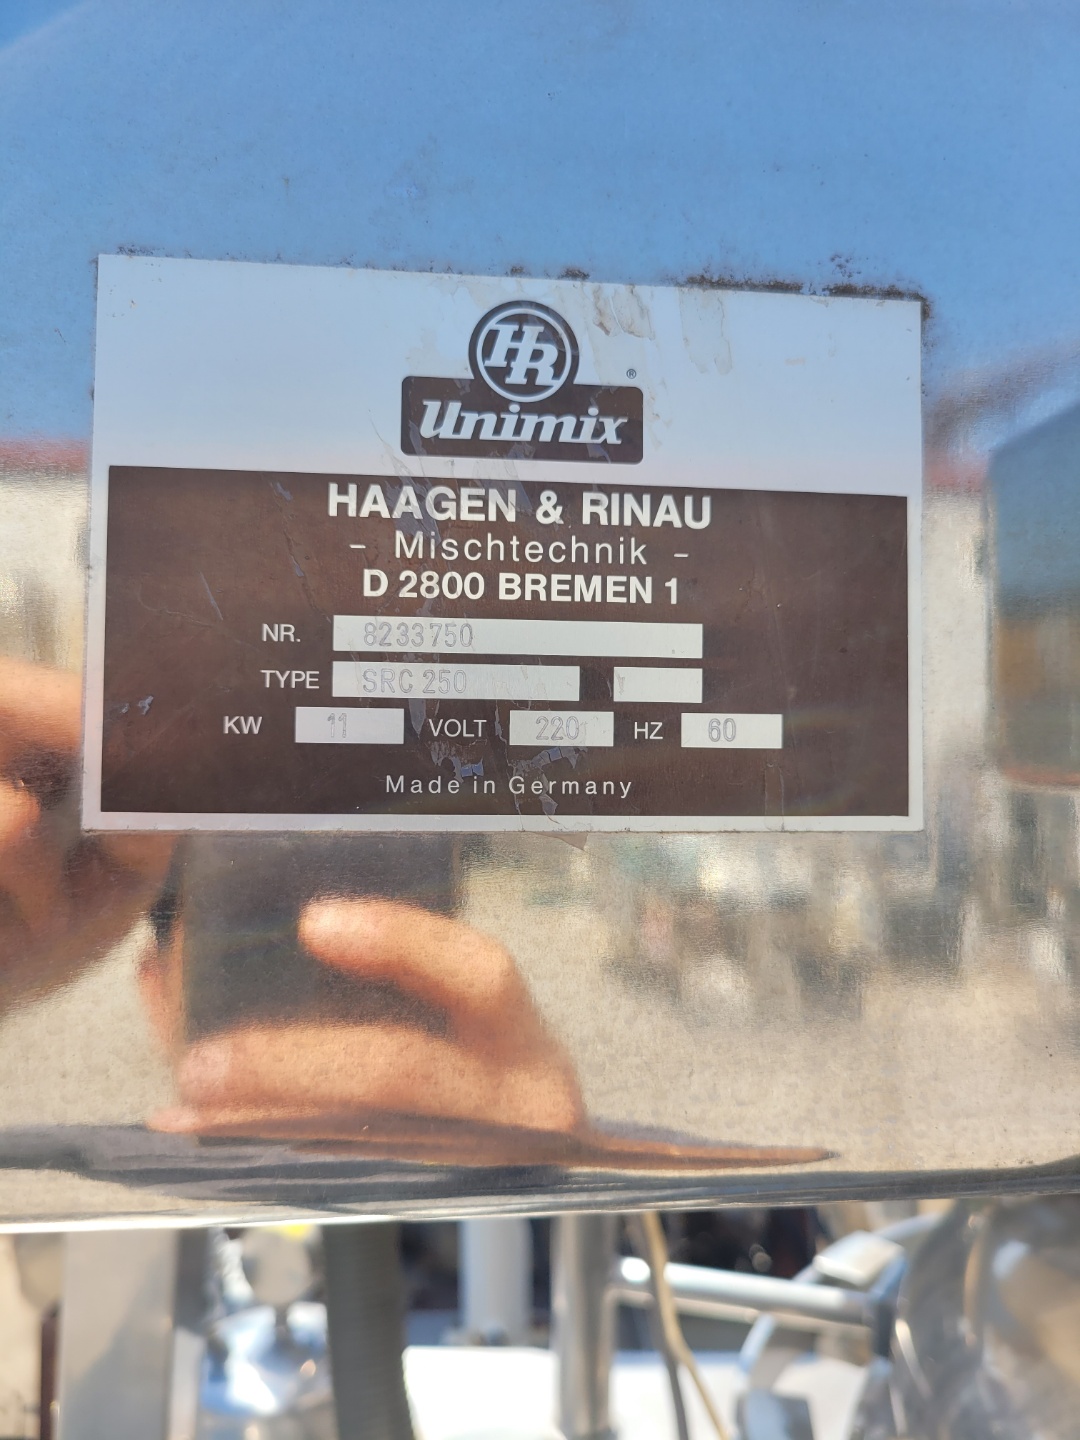 HR
®
Unimix
HAAGEN & RINAU
- Mischtechnik -
D 2800 BREMEN 1
NR. 8233750
TYPE SRC 250
KW 11 VOLT 220 HZ 60
Made in Germany